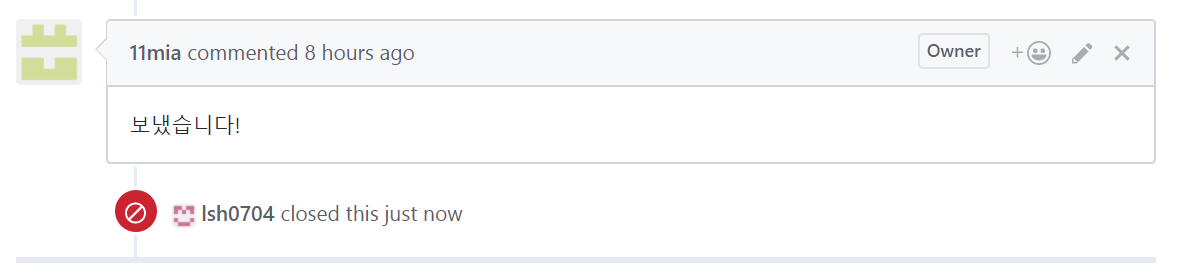 11mia commented 8 hours ago Owner
보냈습니다!
lsh0704 closed this just now